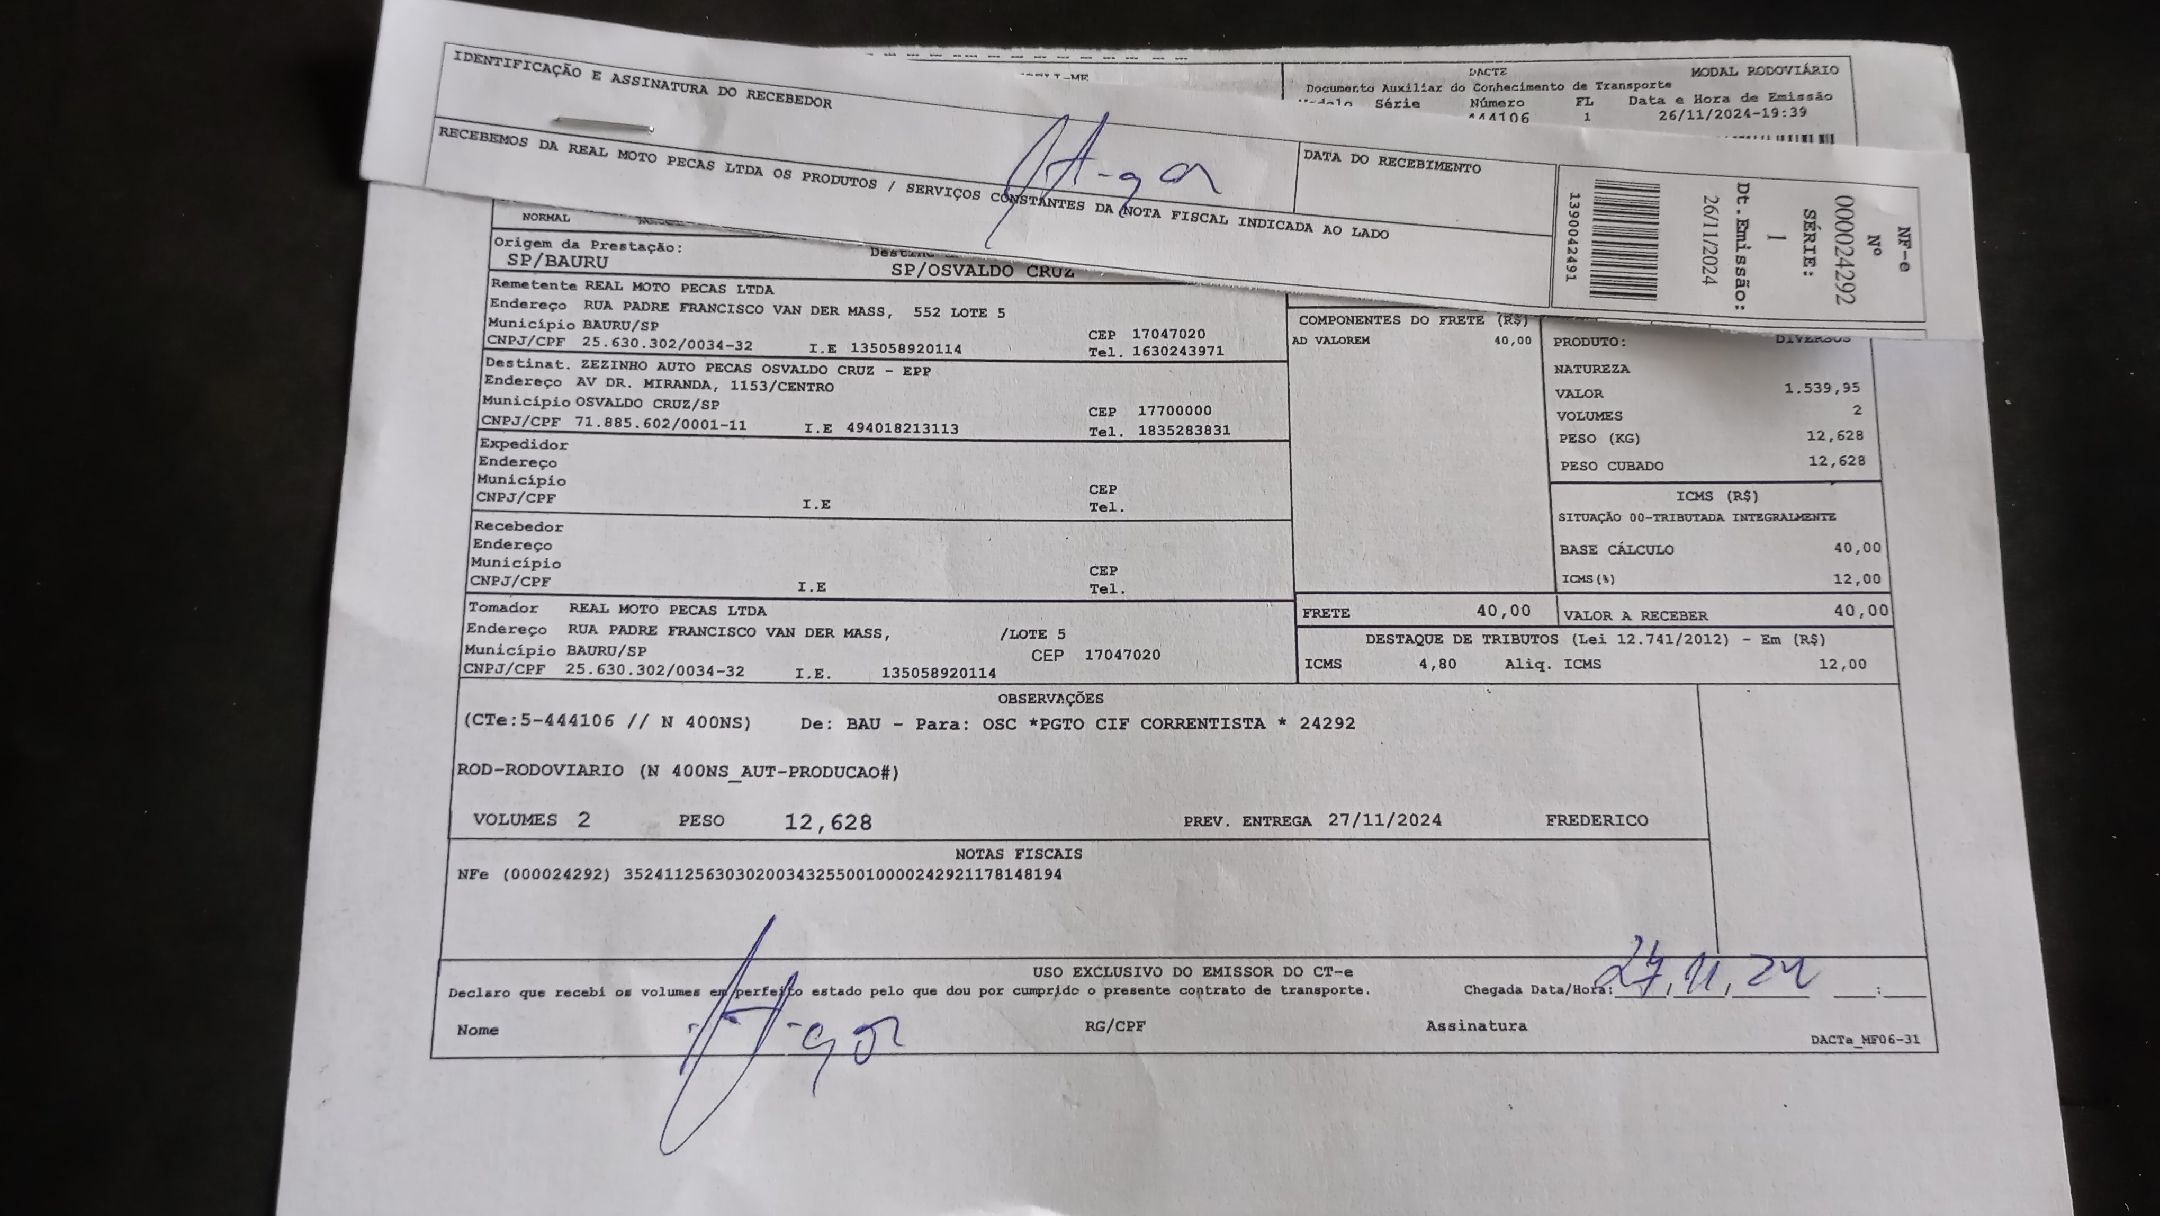 IDENTIFICAÇÃO E ASSINATURA DO RECEBEDOR
DATA DO RECEBIMENTO
RECEBEMOS DA REAL MOTO PECAS LTDA OS PRODUTOS / SERVIÇOS CONSTANTES DA NOTA FISCAL INDICADA AO LADO
1390042491
NF-e
Nº
000024292
SÉRIE:
1
Dt.Emissão:
26/11/2024
DACTE MODAL RODOVIÁRIO
Documento Auxiliar do Conhecimento de Transporte
Série Número FL Data e Hora de Emissão
444106 1 26/11/2024-19:39
NORMAL
Origem da Prestação:
SP/BAURU SP/OSVALDO CRUZ
Remetente REAL MOTO PECAS LTDA
Endereço RUA PADRE FRANCISCO VAN DER MASS, 552 LOTE 5
Município BAURU/SP CEP 17047020
CNPJ/CPF 25.630.302/0034-32 I.E 135058920114 Tel. 1630243971
Destinat. ZEZINHO AUTO PECAS OSVALDO CRUZ - EPP
Endereço AV DR. MIRANDA, 1153/CENTRO
Município OSVALDO CRUZ/SP CEP 17700000
CNPJ/CPF 71.885.602/0001-11 I.E 494018213113 Tel. 1835283831
Expedidor
Endereço
Município CEP
CNPJ/CPF I.E Tel.
Recebedor
Endereço
Município CEP
CNPJ/CPF I.E Tel.
Tomador REAL MOTO PECAS LTDA
Endereço RUA PADRE FRANCISCO VAN DER MASS, /LOTE 5
Município BAURU/SP CEP 17047020
CNPJ/CPF 25.630.302/0034-32 I.E. 135058920114
COMPONENTES DO FRETE (R$)
AD VALOREM 40,00
PRODUTO: DIVERSOS
NATUREZA
VALOR 1.539,95
VOLUMES 2
PESO (KG) 12,628
PESO CUBADO 12,628
ICMS (R$)
SITUAÇÃO 00-TRIBUTADA INTEGRALMENTE
BASE CÁLCULO 40,00
ICMS(%) 12,00
FRETE 40,00 VALOR A RECEBER 40,00
DESTAQUE DE TRIBUTOS (Lei 12.741/2012) - Em (R$)
ICMS 4,80 Aliq. ICMS 12,00
OBSERVAÇÕES
(CTe:5-444106 // N 400NS) De: BAU - Para: OSC *PGTO CIF CORRENTISTA * 24292
ROD-RODOVIARIO (N 400NS_AUT-PRODUCAO#)
VOLUMES 2 PESO 12,628 PREV. ENTREGA 27/11/2024 FREDERICO
NOTAS FISCAIS
NFe (000024292) 35241125630302003432550010000242921178148194
USO EXCLUSIVO DO EMISSOR DO CT-e
Declaro que recebi os volumes em perfeito estado pelo que dou por cumprido o presente contrato de transporte. Chegada Data/Hora: 27,11,24 :
Nome RG/CPF Assinatura
DACTe_MF06-31